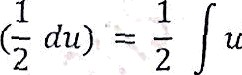 (1/2 du) = 1/2 ∫ u